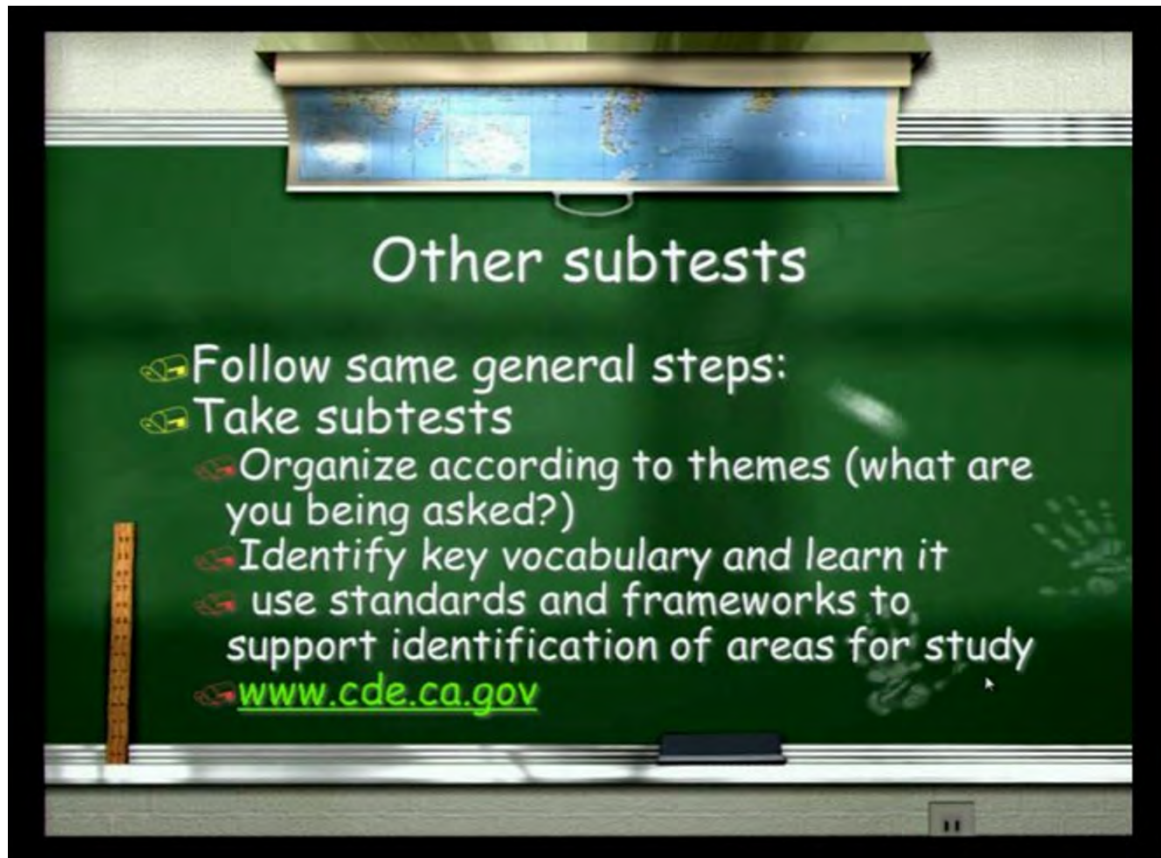 Other subtests
Follow same general steps:
Take subtests
Organize according to themes (what are
you being asked?)
Identify key vocabulary and learn it
use standards and frameworks to
support identification of areas for study
www.cde.ca.gov